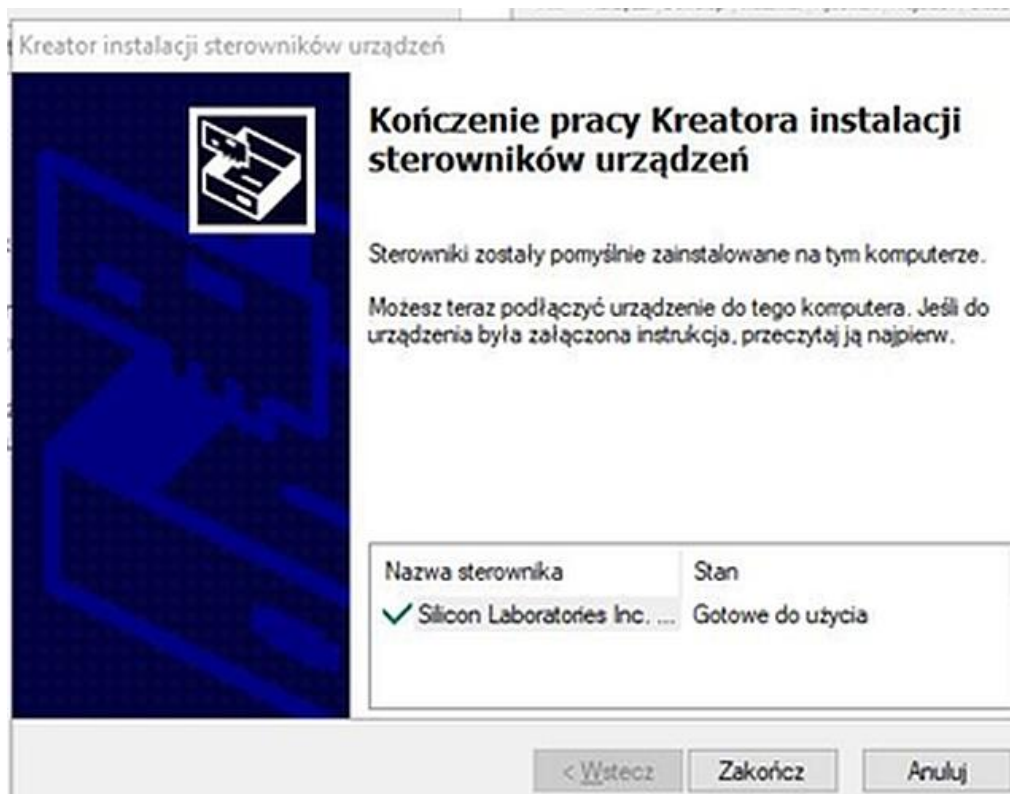 Kreator instalacji sterowników urządzeń
Kończenie pracy Kreatora instalacji
sterowników urządzeń
Sterowniki zostały pomyślnie zainstalowane na tym komputerze.
Możesz teraz podłączyć urządzenie do tego komputera. Jeśli do
urządzenia była załączona instrukcja, przeczytaj ją najpierw.
Nazwa sterownika Stan
Silicon Laboratories Inc. ... Gotowe do użycia
< Wstecz Zakończ Anuluj